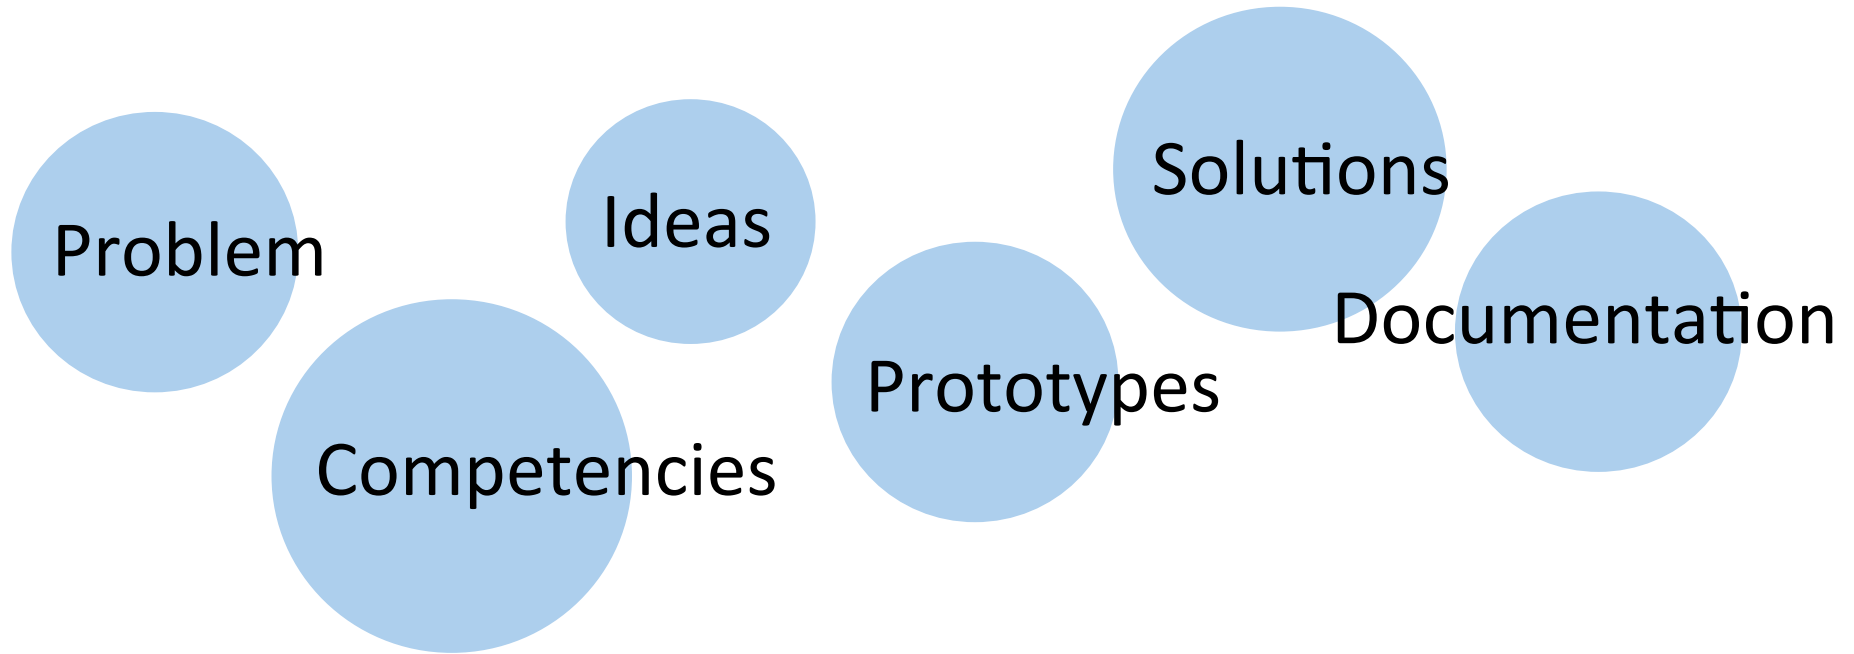 Problem
Competencies
Ideas
Prototypes
Solutions
Documentation